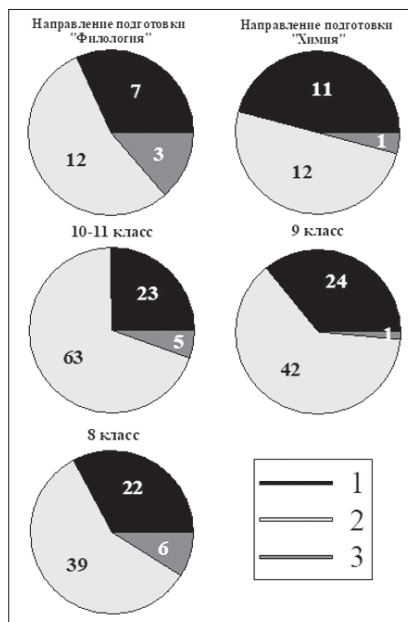 Направление подготовки
"Филология"
7
12
3
Направление подготовки
"Химия"
11
1
12
10-11 класс
23
5
63
9 класс
24
1
42
8 класс
22
6
39
1
2
3